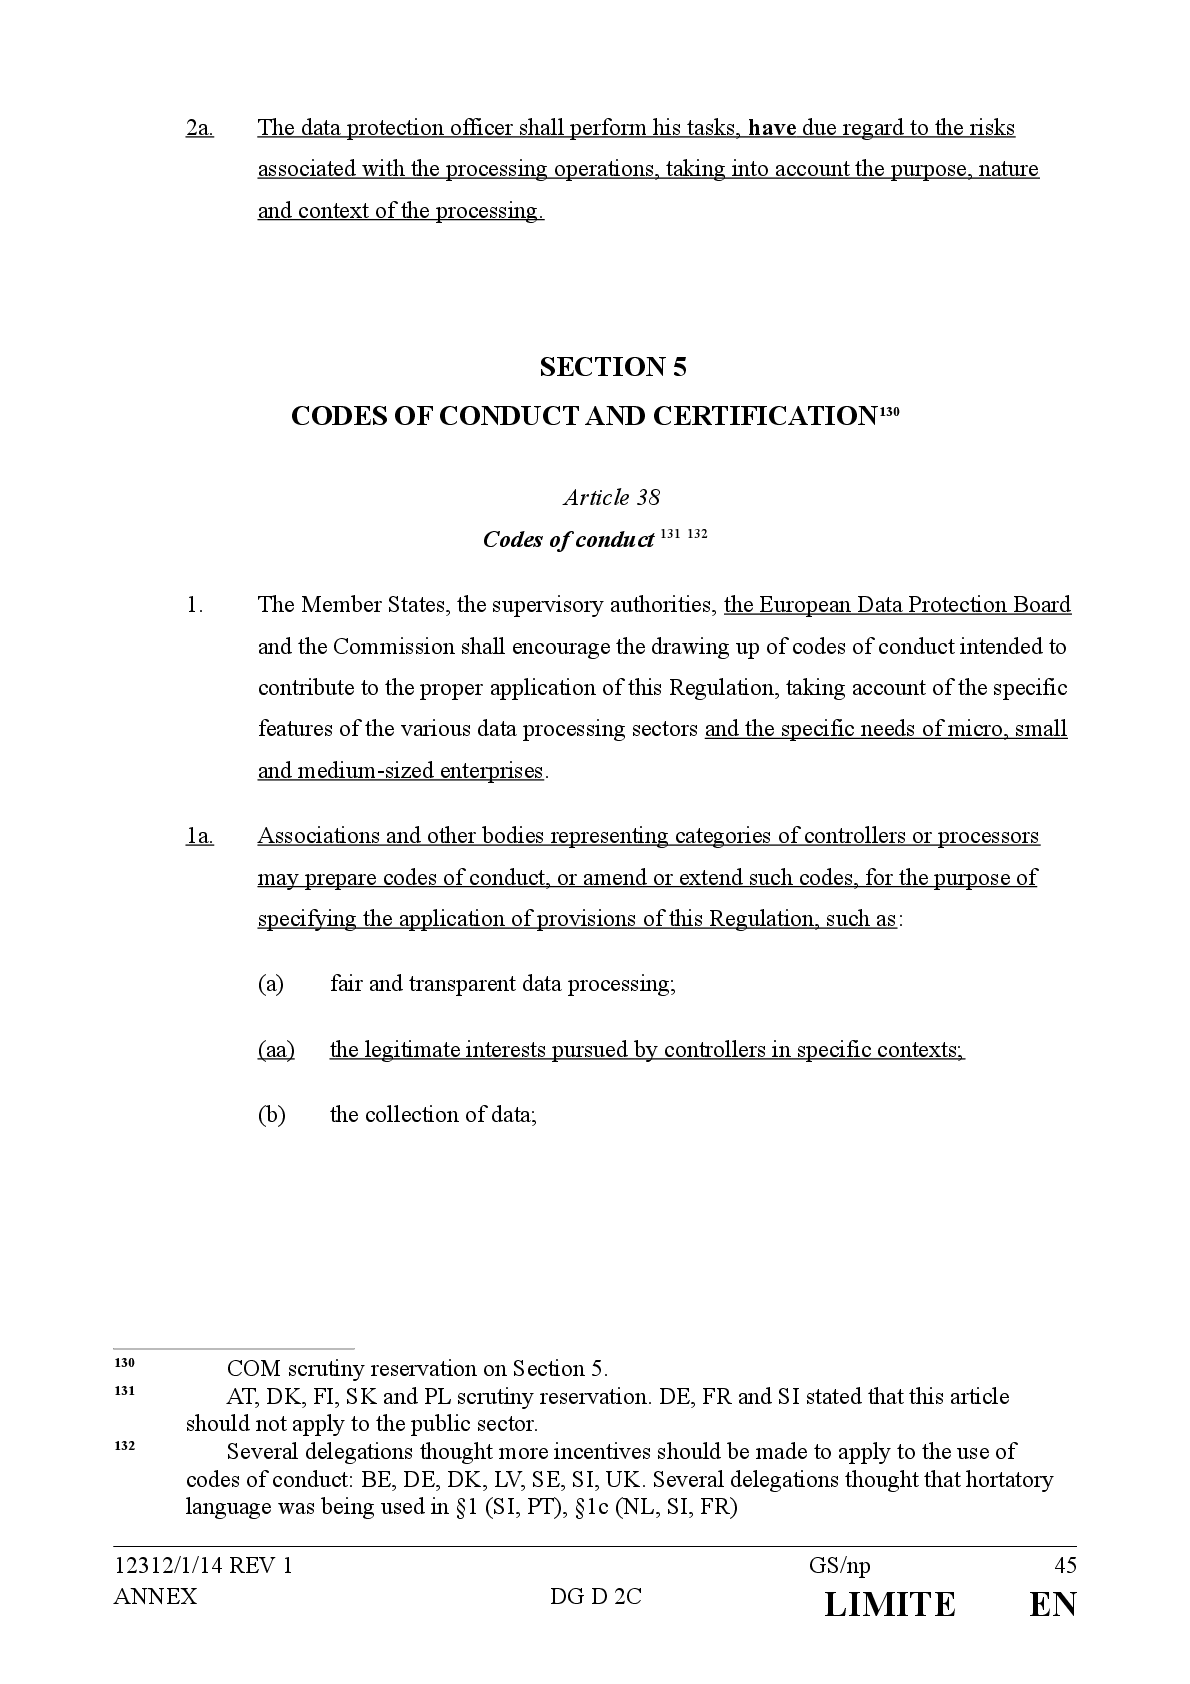 2a. The data protection officer shall perform his tasks, have due regard to the risks
associated with the processing operations, taking into account the purpose, nature
and context of the processing.
SECTION 5
CODES OF CONDUCT AND CERTIFICATION130
Article 38
Codes of conduct 131 132
1. The Member States, the supervisory authorities, the European Data Protection Board
and the Commission shall encourage the drawing up of codes of conduct intended to
contribute to the proper application of this Regulation, taking account of the specific
features of the various data processing sectors and the specific needs of micro, small
and medium-sized enterprises.
1a. Associations and other bodies representing categories of controllers or processors
may prepare codes of conduct, or amend or extend such codes, for the purpose of
specifying the application of provisions of this Regulation, such as:
(a) fair and transparent data processing;
(aa) the legitimate interests pursued by controllers in specific contexts;
(b) the collection of data;
130 COM scrutiny reservation on Section 5.
131 AT, DK, FI, SK and PL scrutiny reservation. DE, FR and SI stated that this article
should not apply to the public sector.
132 Several delegations thought more incentives should be made to apply to the use of
codes of conduct: BE, DE, DK, LV, SE, SI, UK. Several delegations thought that hortatory
language was being used in §1 (SI, PT), §1c (NL, SI, FR)
12312/1/14 REV 1 GS/np 45
ANNEX DG D 2C LIMITE EN